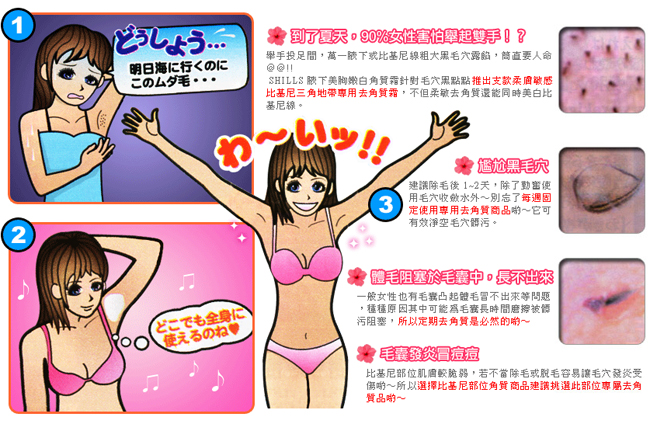 1
どうしよう・・・
明日海に行くのに
このムダ毛・・・
2
どこでも全身に
使えるのね♥
わ〜いッ!!
3
到了夏天，90%女性害怕舉起雙手！？
舉手投足間，萬一腋下或比基尼線粗大黑毛穴露餡，簡直要人命
@@!!
SHILLS 腋下美胸嫩白角質霜針對毛穴黑點點推出支款柔膚敏感
比基尼三角地帶專用去角質霜，不但柔敏去角質還能同時美白比
基尼線。
尷尬黑毛穴
建議除毛後 1~2天，除了勤奮使
用毛穴收斂水外~別忘了每週固
定使用專用去角質商品喲~它可
有效淨空毛穴髒污。
體毛阻塞於毛囊中，長不出來
一般女性也有毛囊凸起體毛冒不出來等問題
，種種原因其中可能爲毛囊長時間磨擦被髒
污阻塞，所以定期去角質是必然的喲~
毛囊發炎冒痘痘
比基尼部位肌膚較脆弱，若不當除毛或脫毛容易讓毛穴發炎受
傷喲~所以選擇比基尼部位角質商品建議挑選此部位專屬去角
質品喲~